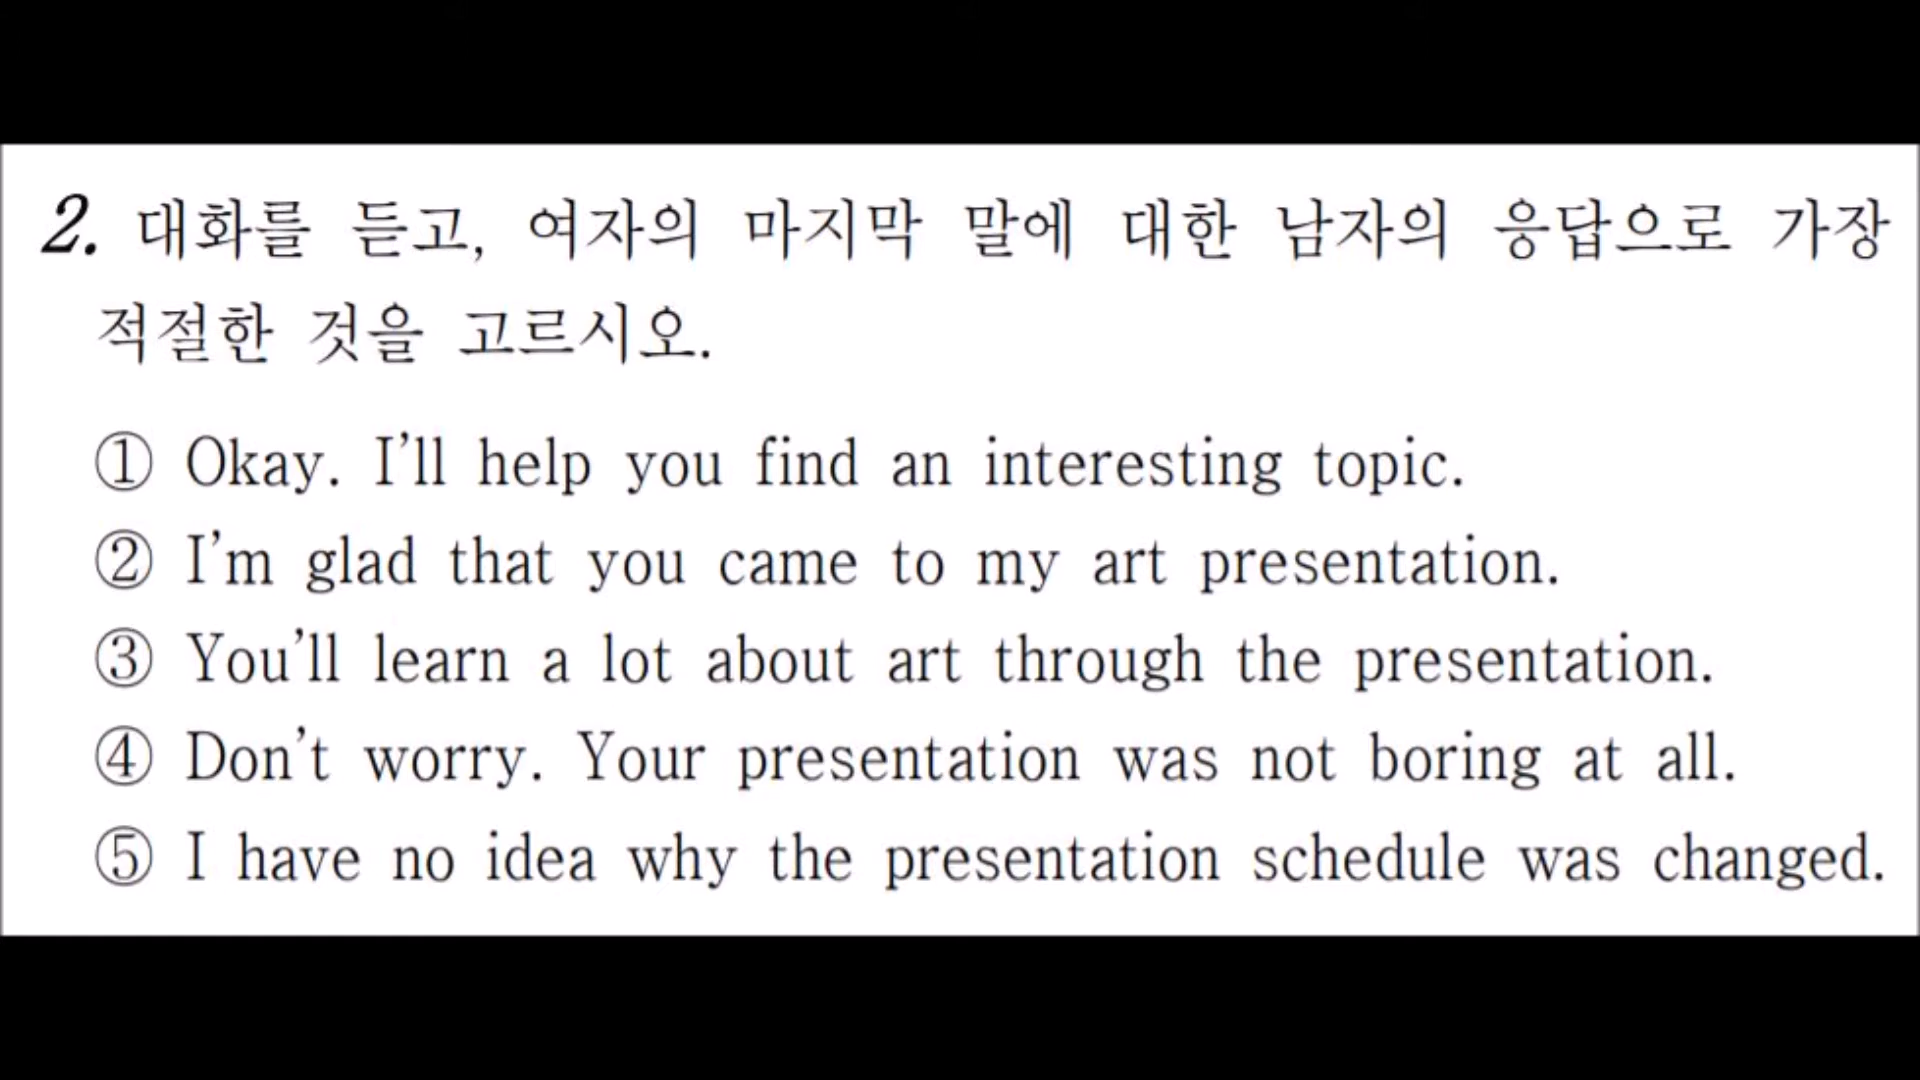 2. 대화를 듣고, 여자의 마지막 말에 대한 남자의 응답으로 가장
적절한 것을 고르시오.
① Okay. I’ll help you find an interesting topic.
② I’m glad that you came to my art presentation.
③ You’ll learn a lot about art through the presentation.
④ Don’t worry. Your presentation was not boring at all.
⑤ I have no idea why the presentation schedule was changed.